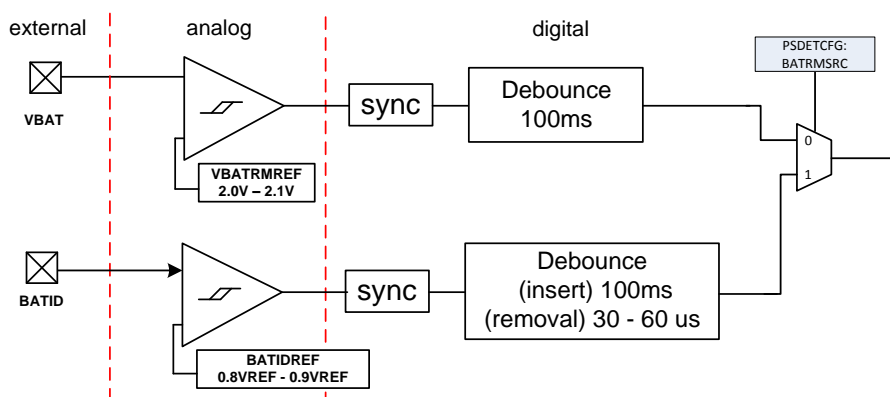 external
analog
digital
PSDETCFG:
BATRMSRC
VBAT
sync
Debounce
100ms
0
1
VBATRMREF
2.0V – 2.1V
BATID
sync
Debounce
(insert) 100ms
(removal) 30 - 60 us
BATIDREF
0.8VREF - 0.9VREF